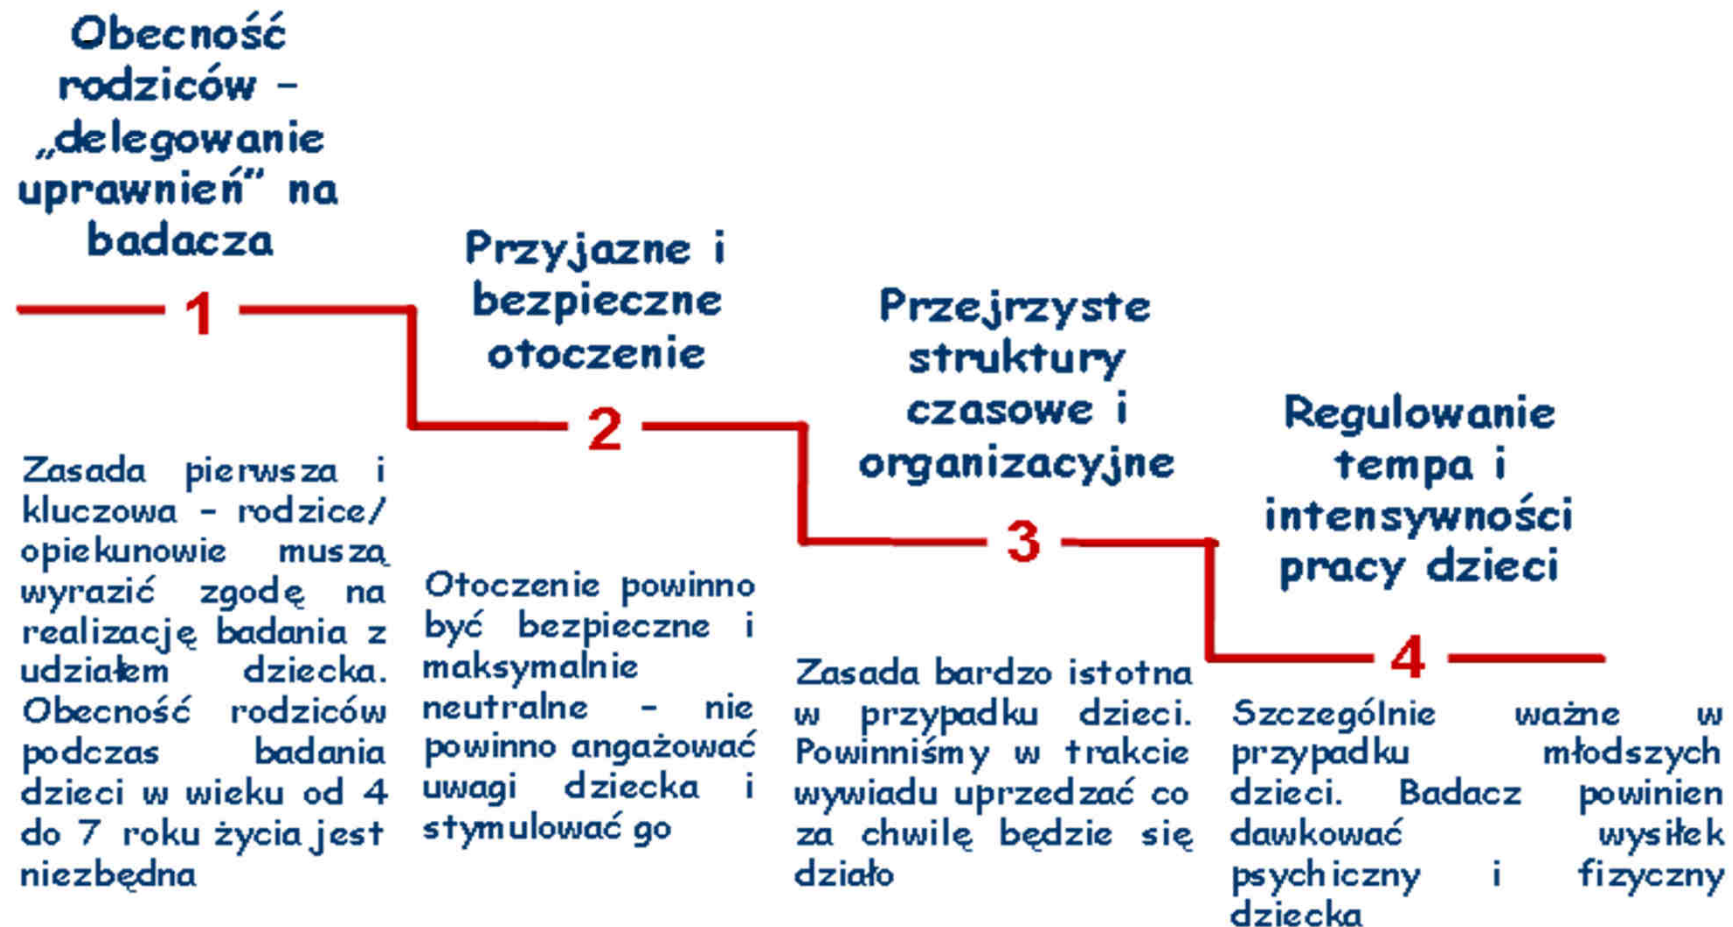 Obecność
rodziców –
„delegowanie
uprawnień” na
badacza
1
Zasada pierwsza i
kluczowa – rodzice/
opiekunowie muszą
wyrazić zgodę na
realizację badania z
udziałem dziecka.
Obecność rodziców
podczas badania
dzieci w wieku od 4
do 7 roku życia jest
niezbędna
Przyjazne i
bezpieczne
otoczenie
2
Otoczenie powinno
być bezpieczne i
maksymalnie
neutralne – nie
powinno angażować
uwagi dziecka i
stymulować go
Przejrzyste
struktury
czasowe i
organizacyjne
3
Zasada bardzo istotna
w przypadku dzieci.
Powinniśmy w trakcie
wywiadu uprzedzać co
za chwilę będzie się
działo
Regulowanie
tempa i
intensywności
pracy dzieci
4
Szczególnie ważne w
przypadku młodszych
dzieci. Badacz powinien
dawkować wysiłek
psychiczny i fizyczny
dziecka